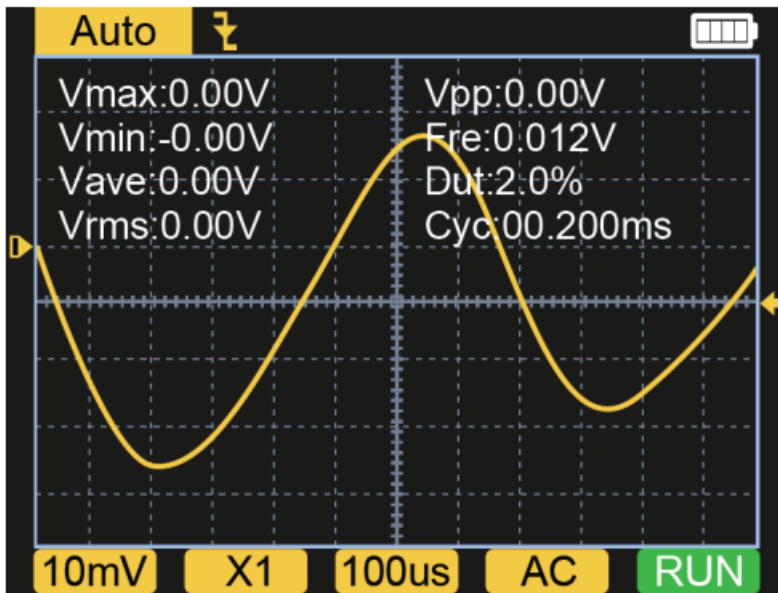 Auto
Vmax:0.00V Vpp:0.00V
Vmin:-0.00V Fre:0.012V
Vave:0.00V Dut:2.0%
Vrms:0.00V Cyc:00.200ms
10mV X1 100us AC RUN